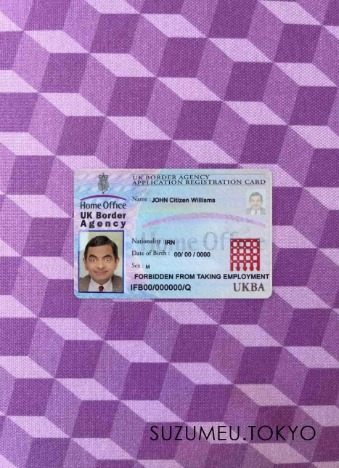 UK BORDER AGENCY
APPLICATION REGISTRATION CARD
Home Office
UK Border
Agency
Name : JOHN Citizen Williams
Home Office
Nationality : IRN
Date of Birth : 00/ 00 / 0000
Sex : M
FORBIDDEN FROM TAKING EMPLOYMENT
IFB00/000000/Q
UKBA
SUZUMEU.TOKYO